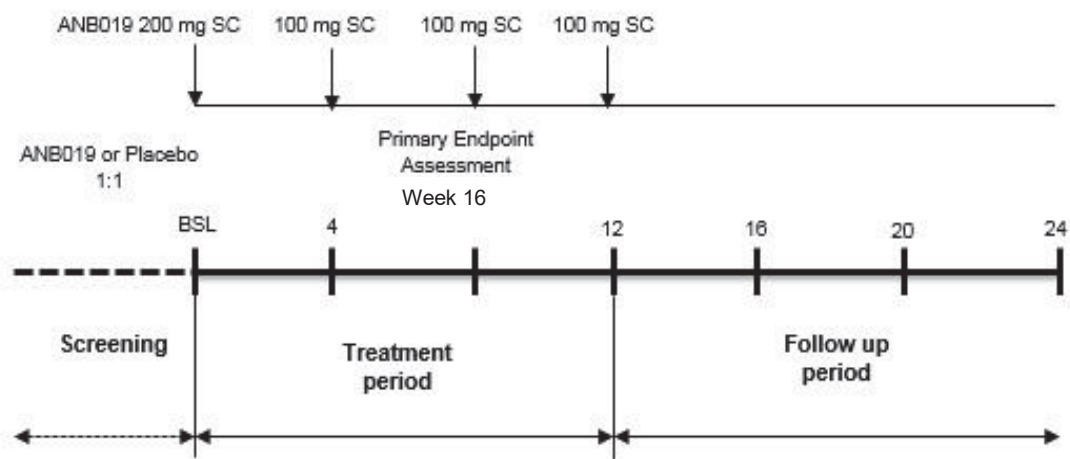 ANB019 200 mg SC 100 mg SC 100 mg SC 100 mg SC
ANB019 or Placebo
1:1
Primary Endpoint
Assessment
Week 16
BSL 4 12 16 20 24
Screening
Treatment
period
Follow up
period